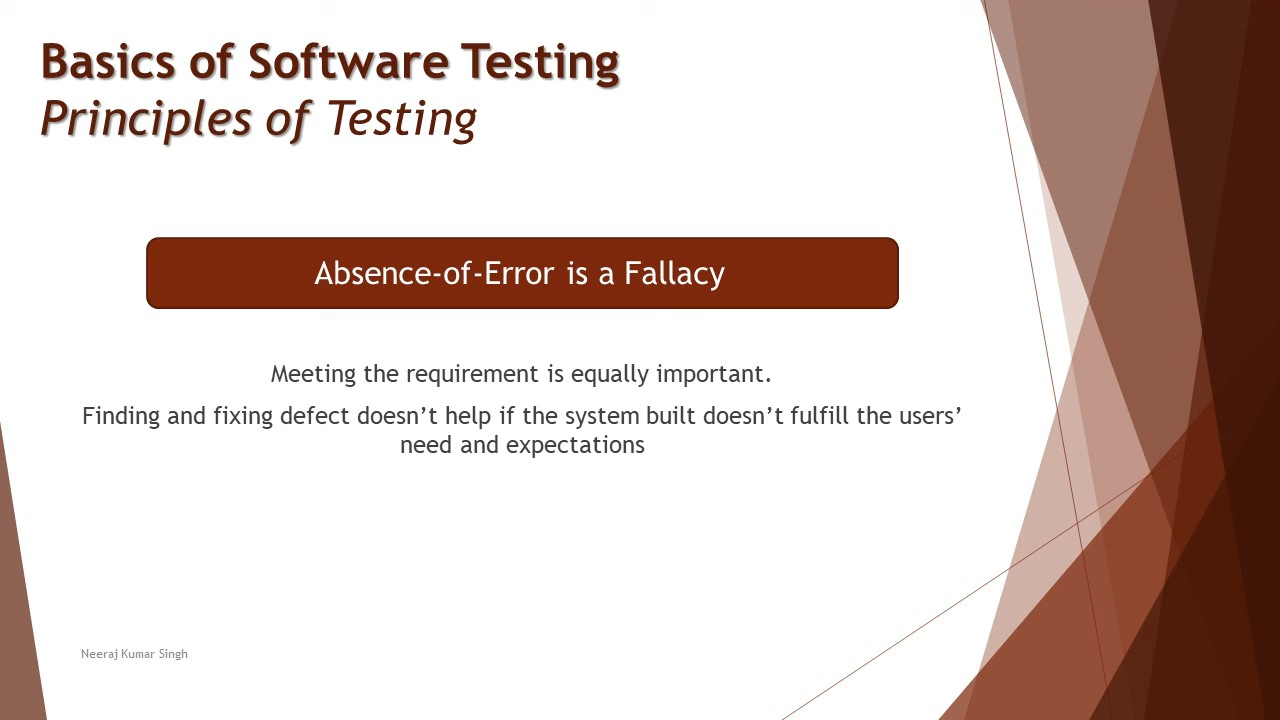 Basics of Software Testing
Principles of Testing
Absence-of-Error is a Fallacy
Meeting the requirement is equally important.
Finding and fixing defect doesn’t help if the system built doesn’t fulfill the users’
need and expectations
Neeraj Kumar Singh